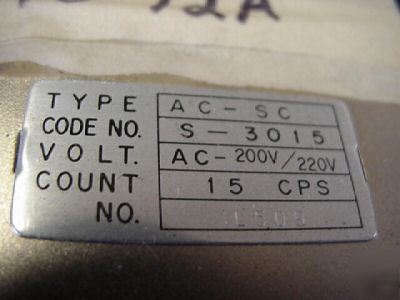 TYPE AC-SC
CODE NO. S-3015
VOLT. AC-200V/220V
COUNT 15 CPS
NO.